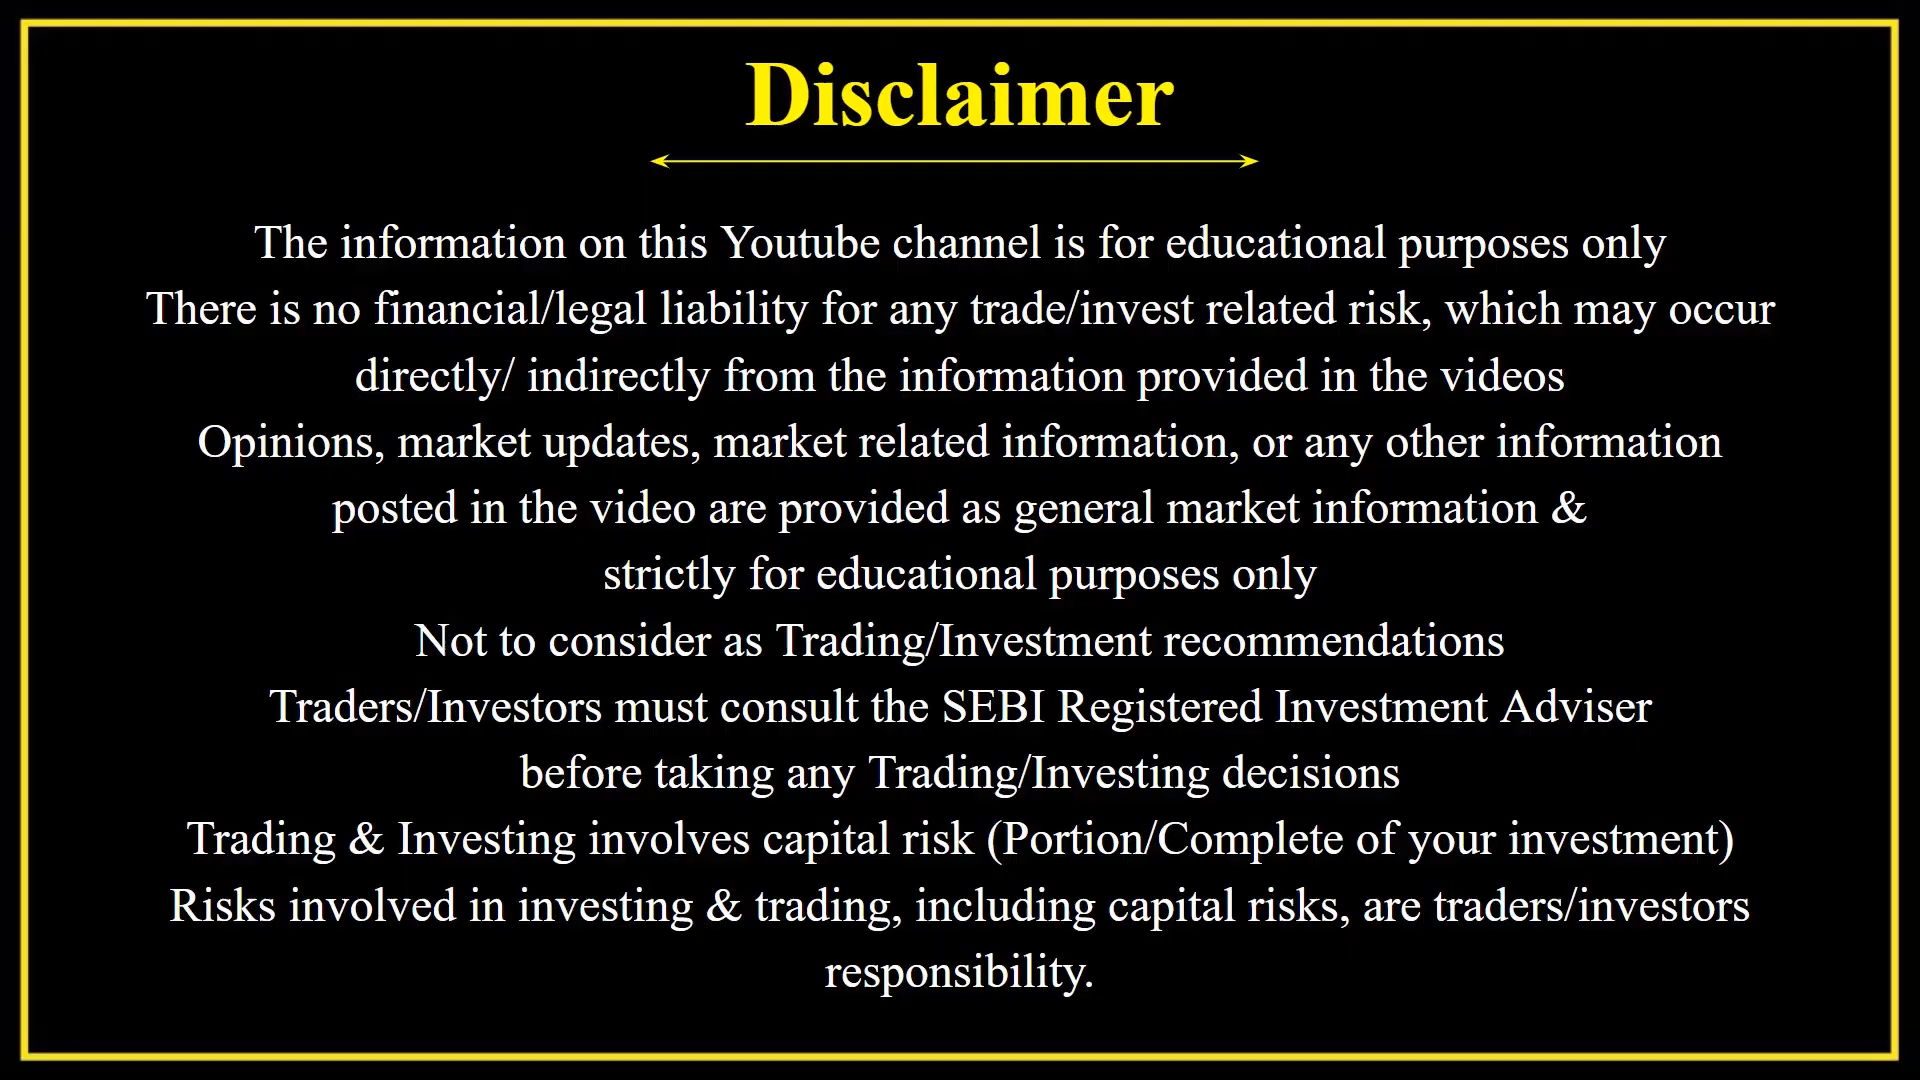 Disclaimer
The information on this Youtube channel is for educational purposes only
There is no financial/legal liability for any trade/invest related risk, which may occur
directly/ indirectly from the information provided in the videos
Opinions, market updates, market related information, or any other information
posted in the video are provided as general market information &
strictly for educational purposes only
Not to consider as Trading/Investment recommendations
Traders/Investors must consult the SEBI Registered Investment Adviser
before taking any Trading/Investing decisions
Trading & Investing involves capital risk (Portion/Complete of your investment)
Risks involved in investing & trading, including capital risks, are traders/investors
responsibility.